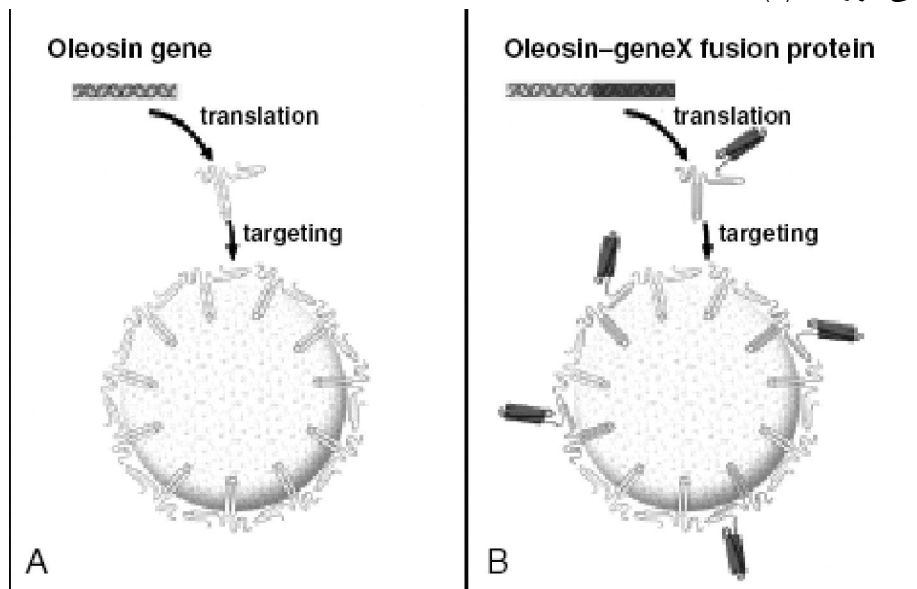 Oleosin gene
translation
targeting
A
Oleosin–geneX fusion protein
translation
targeting
B